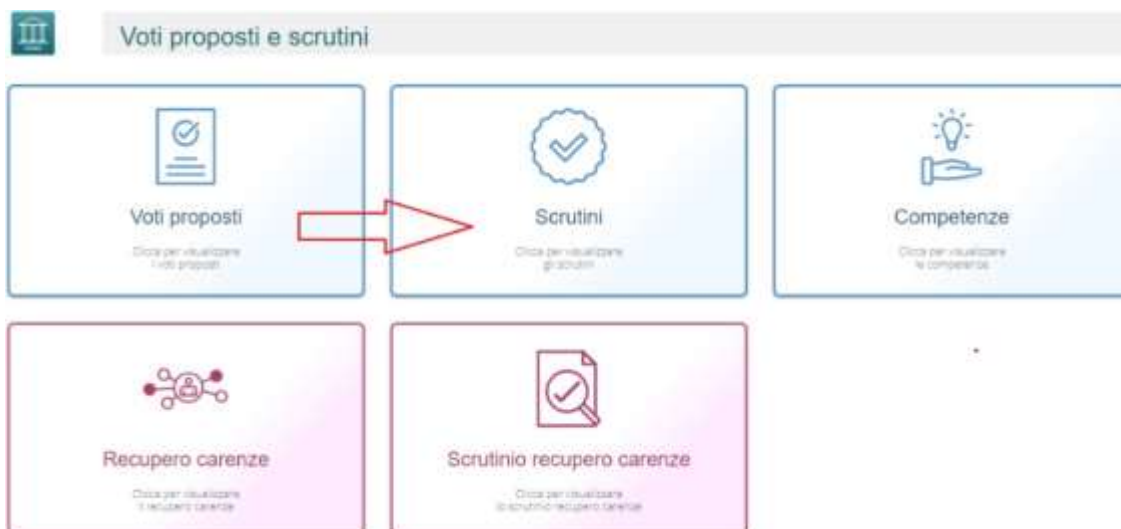 Voti proposti e scrutini
Voti proposti
Clicca per visualizzare
i voti proposti
Scrutini
Clicca per visualizzare
gli scrutini
Competenze
Clicca per visualizzare
le competenze
Recupero carenze
Clicca per visualizzare
il recupero carenze
Scrutinio recupero carenze
Clicca per visualizzare
lo scrutinio recupero carenze